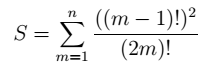 S = \sum_{m=1}^{n} \frac{((m-1)!)^2}{(2m)!}